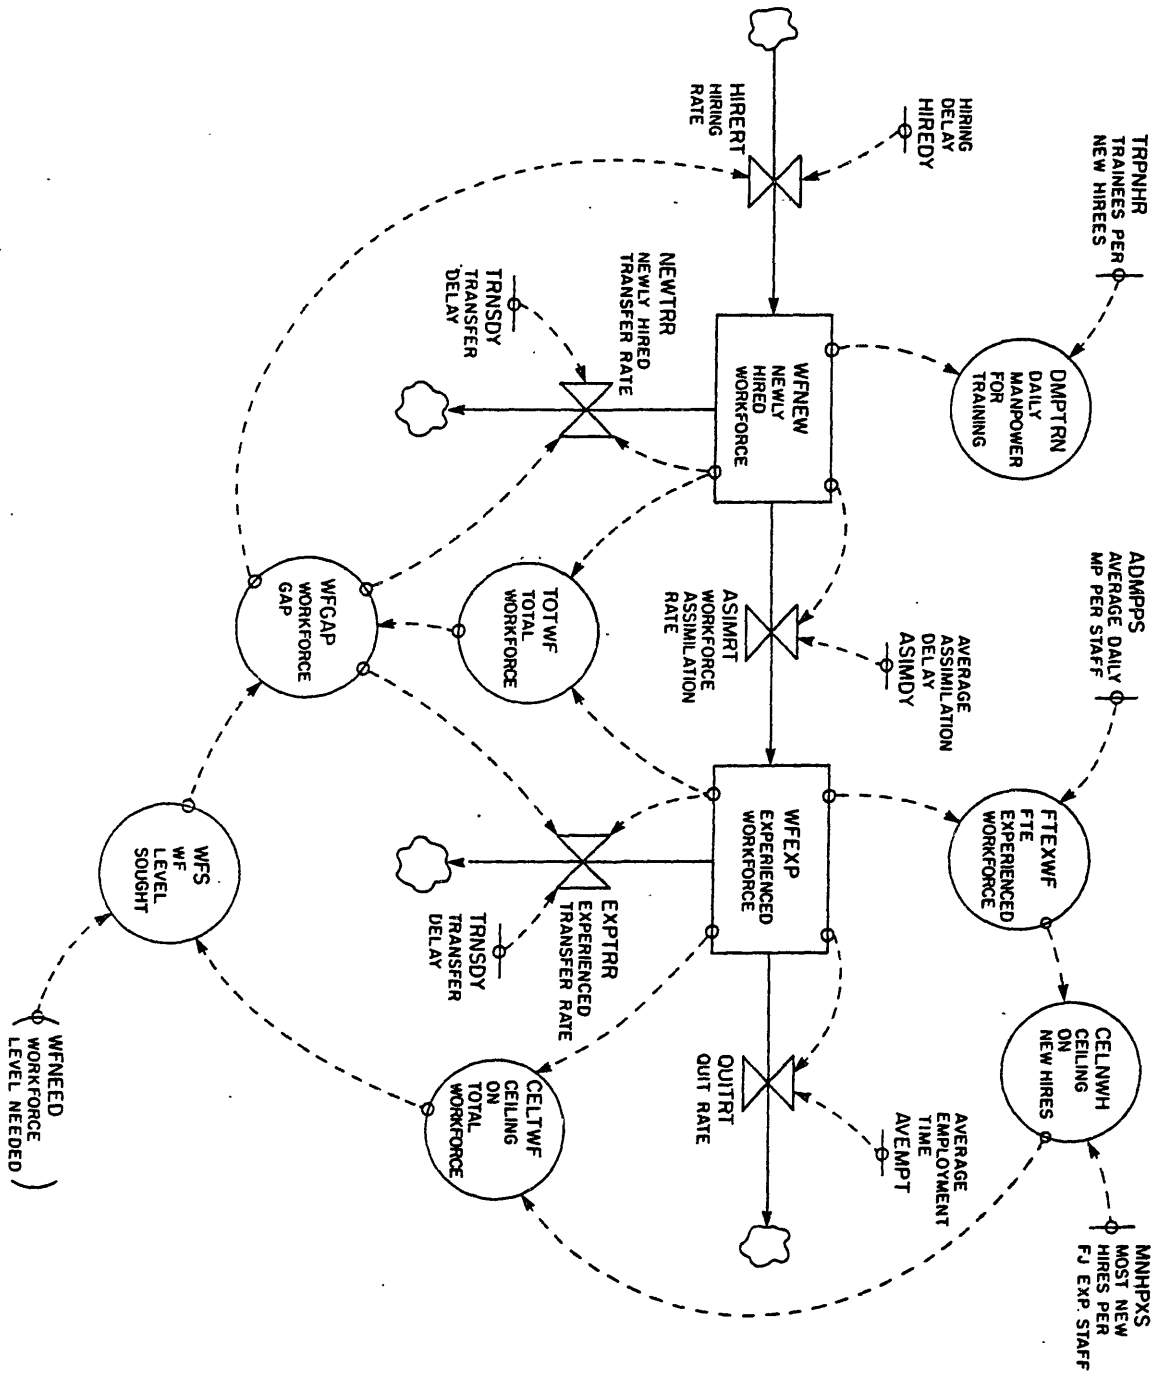 TRPNHR
TRAINEES PER
NEW HIREES
HIRING
DELAY
HIREDY
HIRERT
HIRING
RATE
DMPTRN
DAILY
MANPOWER
FOR
TRAINING
WFNEW
NEWLY
HIRED
WORKFORCE
NEWTRR
NEWLY HIRED
TRANSFER RATE
TRNSDY
TRANSFER
DELAY
ADMPPS
AVERAGE DAILY
MP PER STAFF
AVERAGE
ASSIMILATION
DELAY
ASIMDY
ASIMRT
WORKFORCE
ASSIMILATION
RATE
TOTWF
TOTAL
WORKFORCE
WFGAP
WORKFORCE
GAP
FTEXWF
FTE
EXPERIENCED
WORKFORCE
WFEXP
EXPERIENCED
WORKFORCE
EXPTRR
EXPERIENCED
TRANSFER RATE
TRNSDY
TRANSFER
DELAY
WFS
WF
LEVEL
SOUGHT
CELNWH
CEILING
ON
NEW HIRES
AVERAGE
EMPLOYMENT
TIME
AVEMPT
QUITRT
QUIT RATE
CELTWF
CEILING
ON
TOTAL
WORKFORCE
WFNEED
WORKFORCE
LEVEL NEEDED
MNHPXS
MOST NEW
HIRES PER
FJ EXP. STAFF